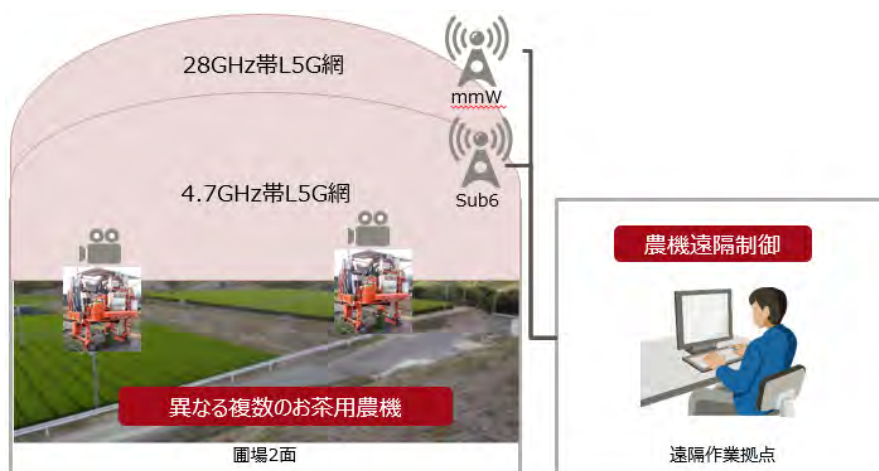 28GHz帯L5G網
mmW
4.7GHz帯L5G網
Sub6
農機遠隔制御
異なる複数のお茶用農機
圃場2面
遠隔作業拠点